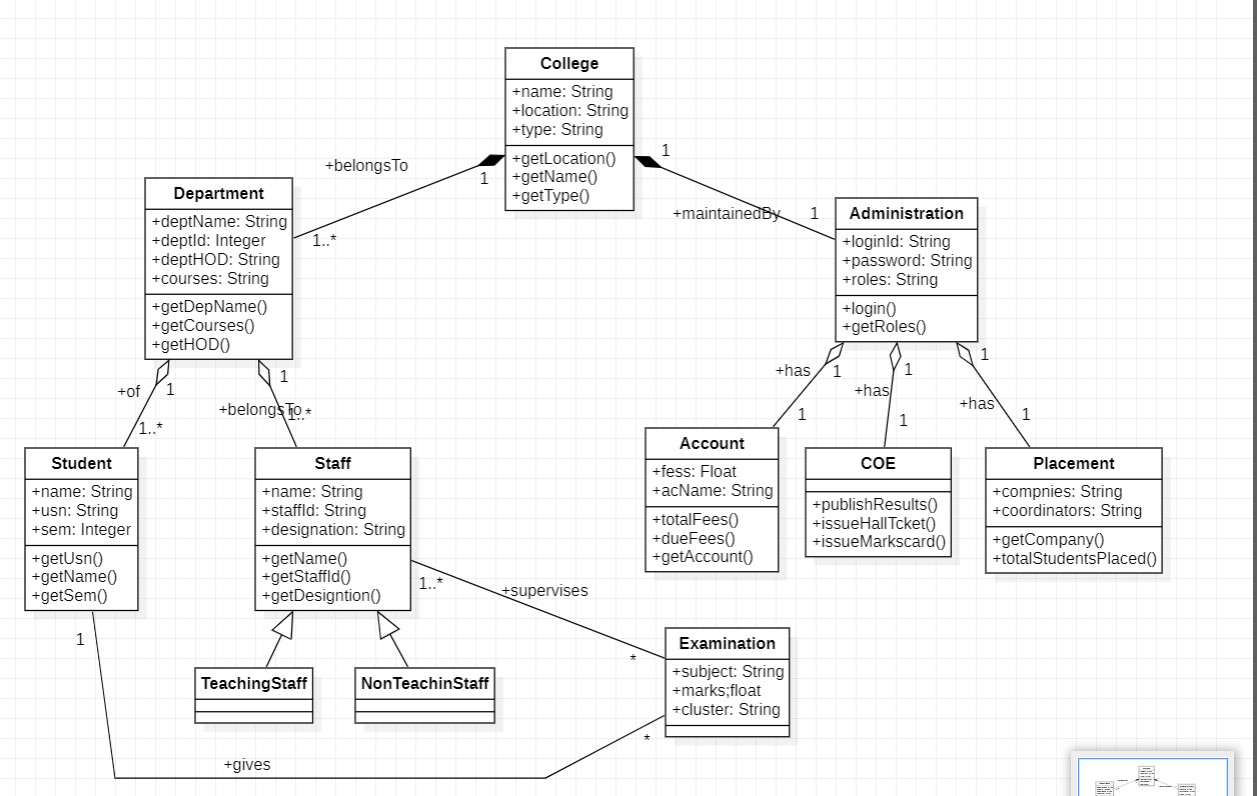 College
+name: String
+location: String
+type: String
+getLocation()
+getName()
+getType()
+belongsTo
1
1..*
1
+maintainedBy
1
Department
+deptName: String
+deptId: Integer
+deptHOD: String
+courses: String
+getDepName()
+getCourses()
+getHOD()
Administration
+loginId: String
+password: String
+roles: String
+login()
+getRoles()
+of
1
1..*
1
+belongsTo
1..*
+has
1
1
+has
1
1
+has
1
1
Student
+name: String
+usn: String
+sem: Integer
+getUsn()
+getName()
+getSem()
Staff
+name: String
+staffId: String
+designation: String
+getName()
+getStaffId()
+getDesigntion()
Account
+fess: Float
+acName: String
+totalFees()
+dueFees()
+getAccount()
COE
+publishResults()
+issueHallTcket()
+issueMarkscard()
Placement
+compnies: String
+coordinators: String
+getCompany()
+totalStudentsPlaced()
1..*
+supervises
*
1
TeachingStaff
NonTeachinStaff
Examination
+subject: String
+marks;float
+cluster: String
*
+gives